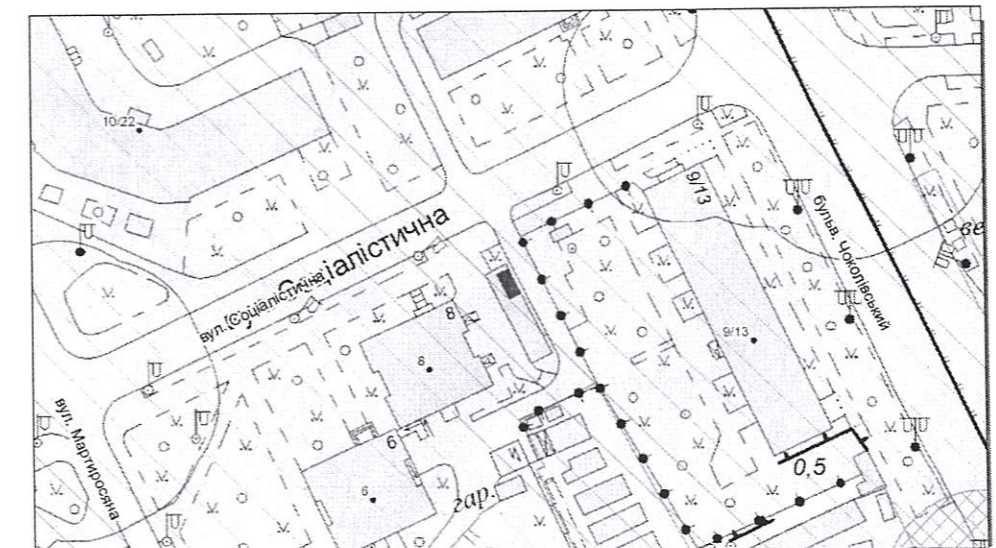 10/22
9/13
бульв. Чоколівський
вул. Соціалістична
8
8
9/13
6
6
вул. Мартиросяна
гар.
0,5